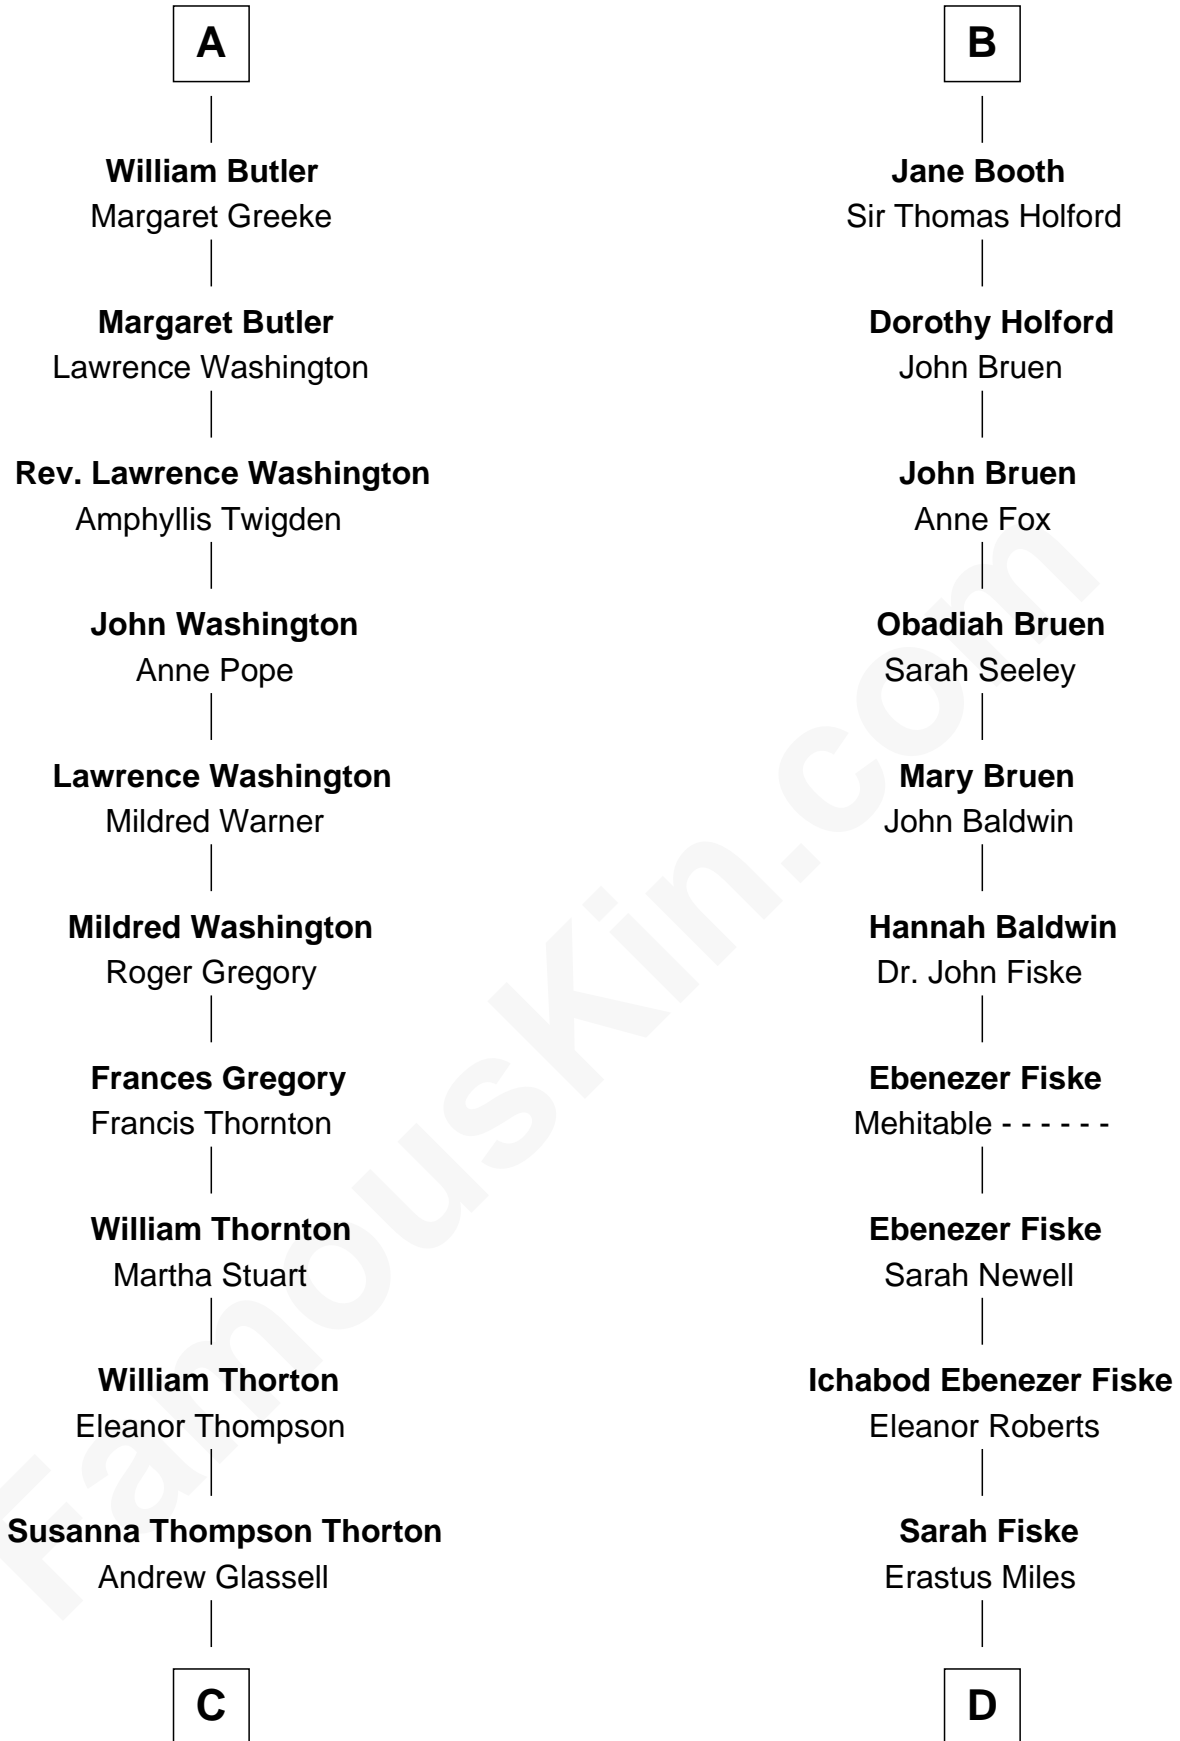 A
William Butler
Margaret Greeke
Margaret Butler
Lawrence Washington
Rev. Lawrence Washington
Amphyllis Twigden
John Washington
Anne Pope
Lawrence Washington
Mildred Warner
Mildred Washington
Roger Gregory
Frances Gregory
Francis Thornton
William Thornton
Martha Stuart
William Thorton
Eleanor Thompson
Susanna Thompson Thorton
Andrew Glassell
C
B
Jane Booth
Sir Thomas Holford
Dorothy Holford
John Bruen
John Bruen
Anne Fox
Obadiah Bruen
Sarah Seeley
Mary Bruen
John Baldwin
Hannah Baldwin
Dr. John Fiske
Ebenezer Fiske
Mehitable - - - - - -
Ebenezer Fiske
Sarah Newell
Ichabod Ebenezer Fiske
Eleanor Roberts
Sarah Fiske
Erastus Miles
D
FamousKin.com